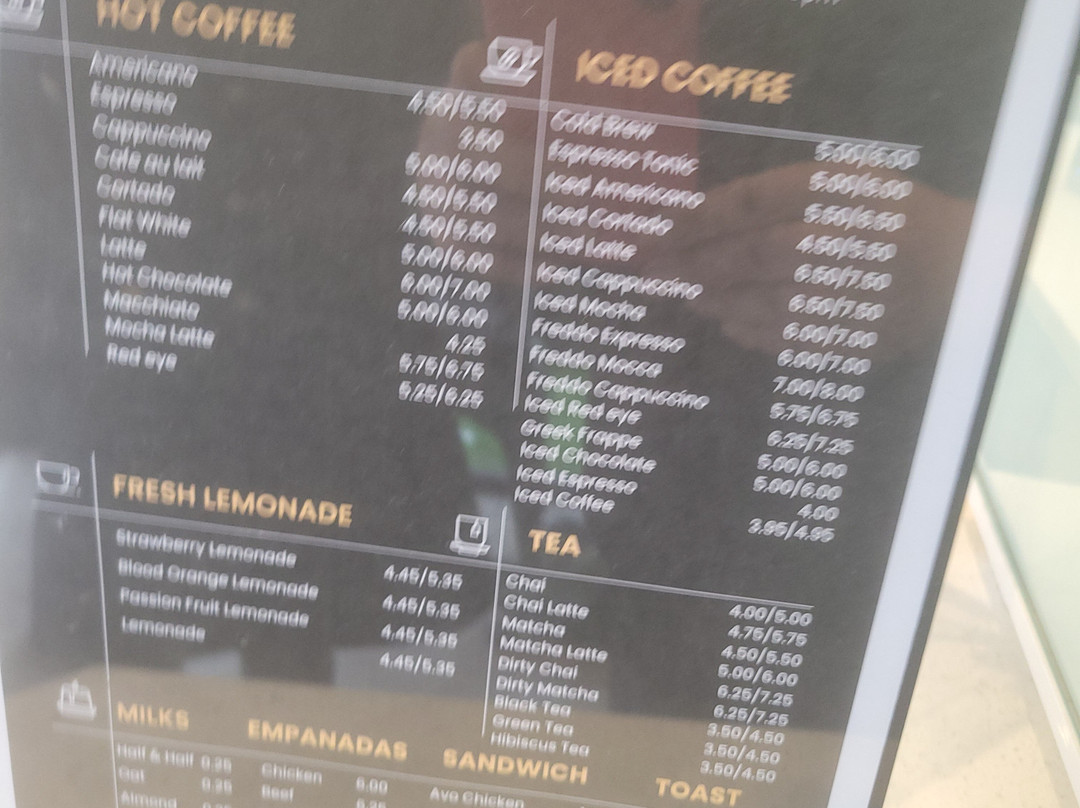 HOT COFFEE
Americano 4.50/5.50
Espresso 3.50
Cappuccino 5.00/6.00
Cafe au lait 4.50/5.50
Cortado 4.50/5.50
Flat White 5.00/6.00
Latte 6.00/7.00
Hot Chocolate 5.00/6.00
Macchiato 4.25
Mocha Latte 5.75/6.75
Red eye 5.25/6.25
ICED COFFEE
Cold Brew 5.50/6.50
Espresso Tonic 5.00/6.00
Iced Americano 5.50/6.50
Iced Cortado 4.50/5.50
Iced Latte 6.50/7.50
Iced Cappuccino 6.50/7.50
Iced Mocha 6.00/7.00
Freddo Expresso 6.00/7.00
Freddo Mocca 7.00/8.00
Freddo Cappuccino 5.75/6.75
Iced Red eye 6.25/7.25
Greek Frappe 5.00/6.00
Iced Chocolate 5.00/6.00
Iced Espresso 4.00
Iced Coffee 3.95/4.95
FRESH LEMONADE
Strawberry Lemonade 4.45/5.35
Blood Orange Lemonade 4.45/5.35
Passion Fruit Lemonade 4.45/5.35
Lemonade 4.45/5.35
TEA
Chai 4.00/5.00
Chai Latte 4.75/5.75
Matcha 4.50/5.50
Matcha Latte 5.00/6.00
Dirty Chai 6.25/7.25
Dirty Matcha 6.25/7.25
Black Tea 3.50/4.50
Green Tea 3.50/4.50
Hibiscus Tea 3.50/4.50
MILKS
Half & Half 0.25
Oat 0.25
Almond
EMPANADAS
Chicken 6.00
Beef 6.25
SANDWICH
Avo Chicken
TOAST